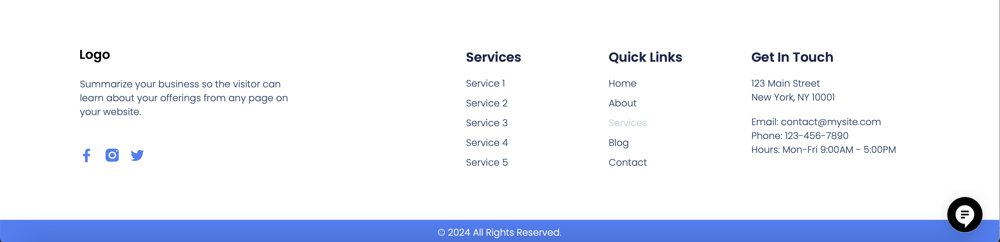 Logo
Summarize your business so the visitor can
learn about your offerings from any page on
your website.
Services
Service 1
Service 2
Service 3
Service 4
Service 5
Quick Links
Home
About
Services
Blog
Contact
Get In Touch
123 Main Street
New York, NY 10001
Email: contact@mysite.com
Phone: 123-456-7890
Hours: Mon-Fri 9:00AM - 5:00PM
© 2024 All Rights Reserved.